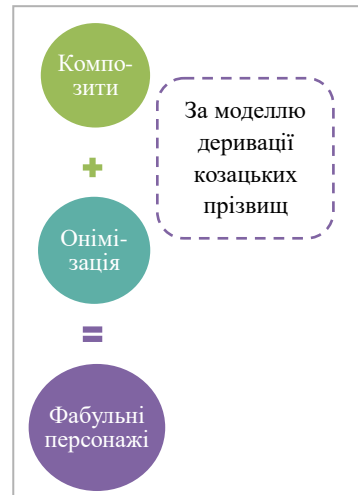 Компо-
зити
За моделлю
деривації
козацьких
прізвищ
+
Онімі-
зація
=
Фабульні
персонажі